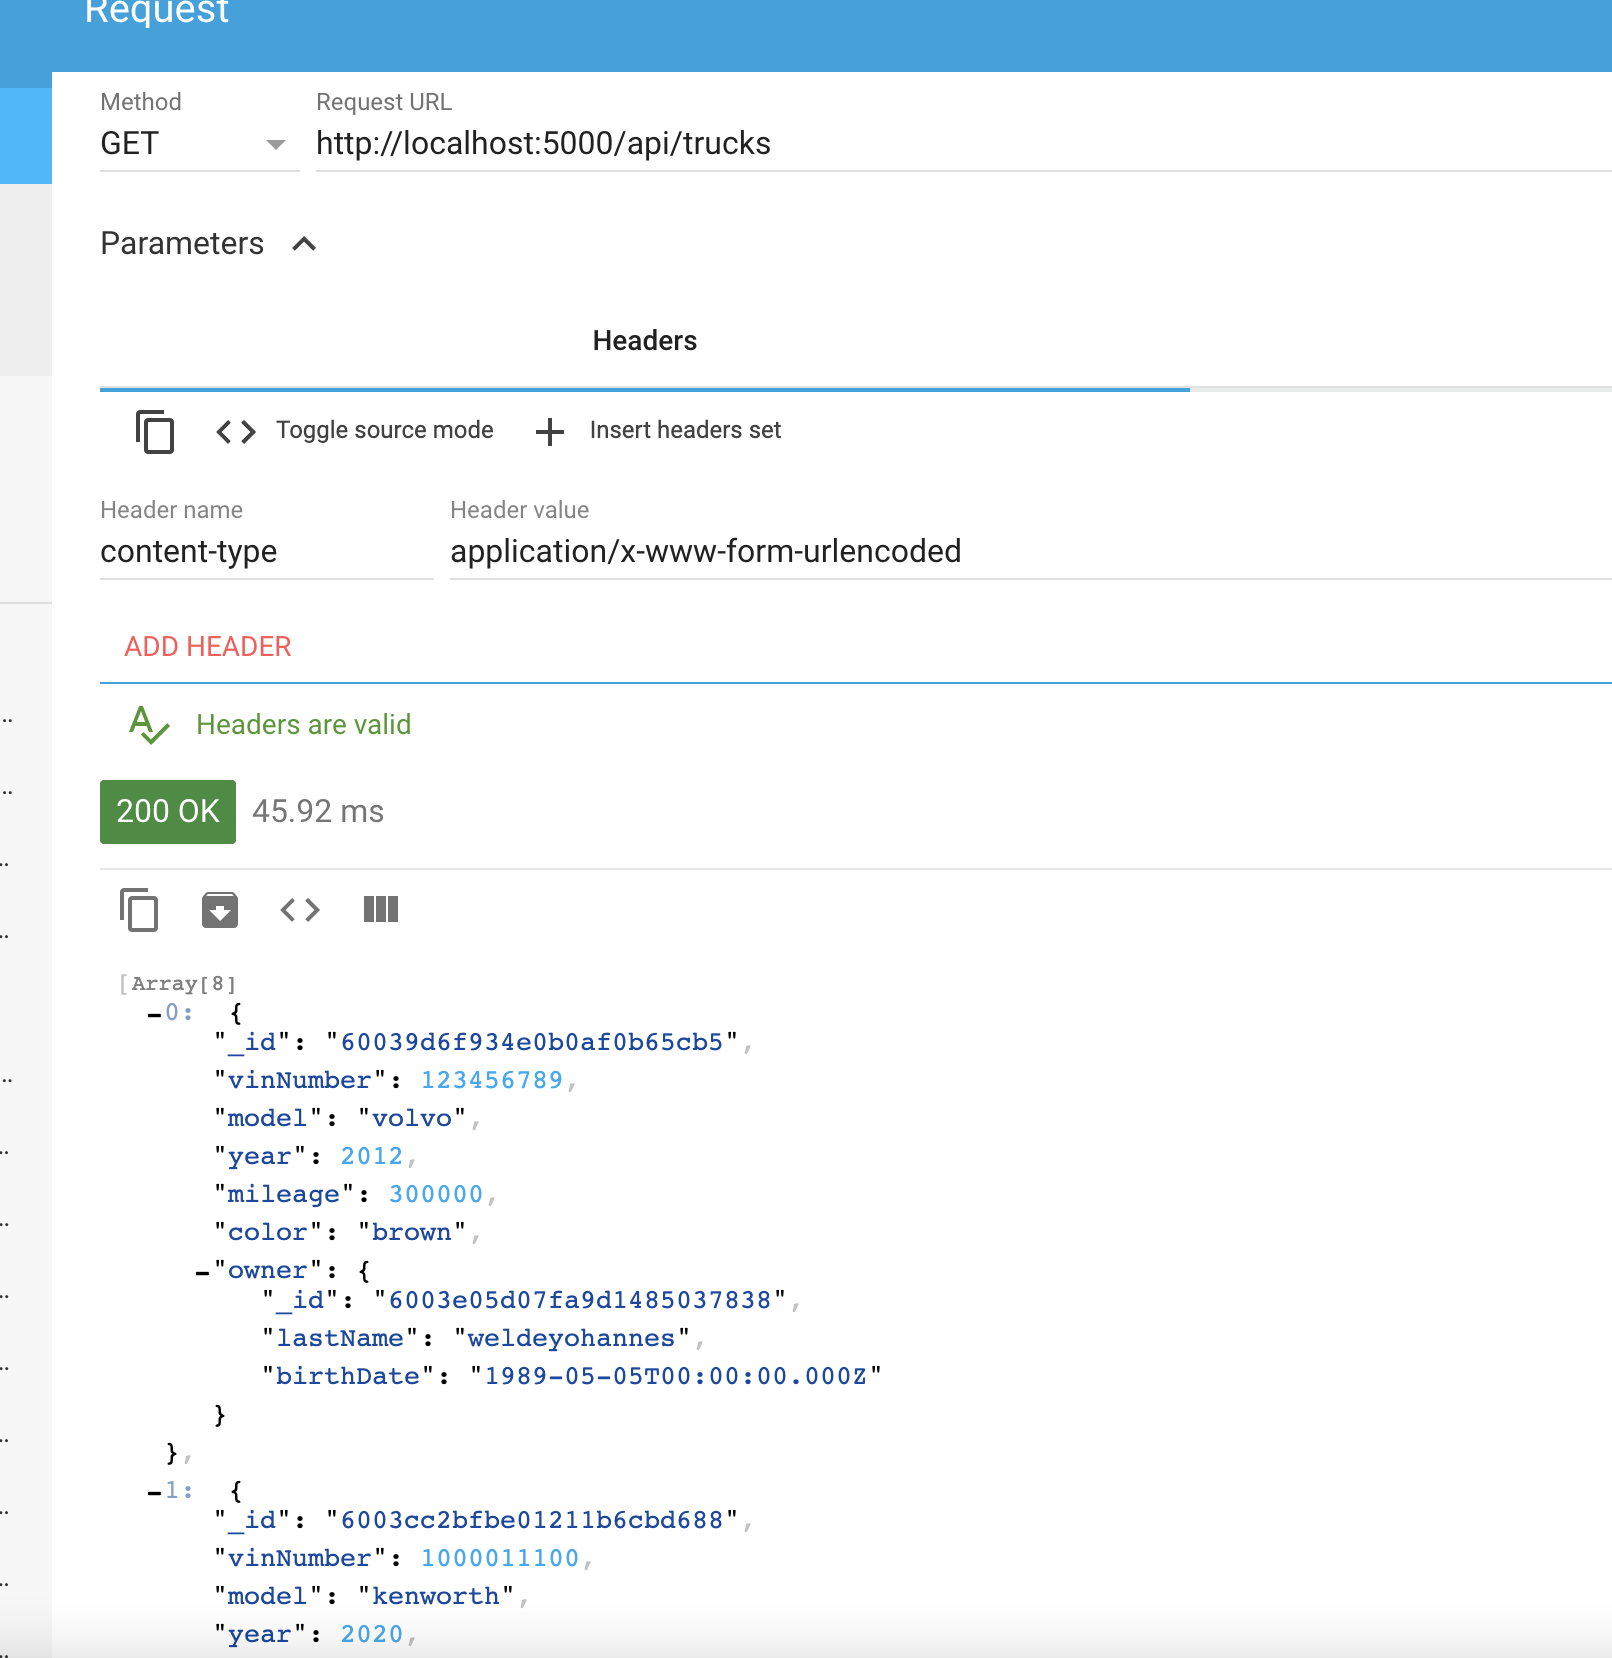 Request
Method
Request URL
GET
http://localhost:5000/api/trucks
Parameters
Headers
Toggle source mode
Insert headers set
Header name
Header value
content-type
application/x-www-form-urlencoded
ADD HEADER
Headers are valid
200 OK
45.92 ms
[Array[8]
0: {
"_id": "60039d6f934e0b0af0b65cb5",
"vinNumber": 123456789,
"model": "volvo",
"year": 2012,
"mileage": 300000,
"color": "brown",
"owner": {
"_id": "6003e05d07fa9d1485037838",
"lastName": "weldeyohannes",
"birthDate": "1989-05-05T00:00:00.000Z"
}
},
1: {
"_id": "6003cc2bfbe01211b6cbd688",
"vinNumber": 1000011100,
"model": "kenworth",
"year": 2020,